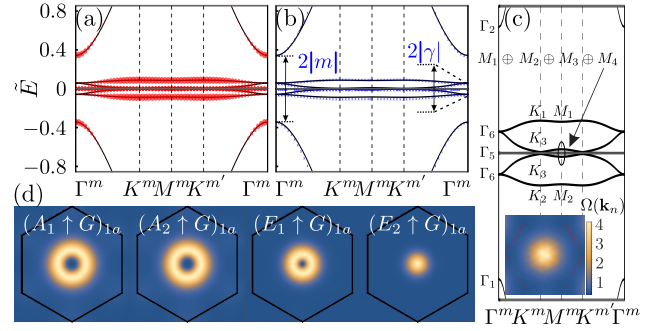 (a)
(b)
(c)
0.8
0.4
0
−0.4
−0.8
Ẽ
2|m|
2|γ|
Γ^m K^m M^m K^m′ Γ^m
Γ^m K^m M^m K^m′ Γ^m
Γ_2
M_1 ⊕ M_2 ⊕ M_3 ⊕ M_4
K_1 M_1
Γ_6
K_3
Γ_5
K_3
Γ_6
K_2 M_2
Ω(k_n)
4
3
2
1
Γ_1
Γ^m K^m M^m K^m′ Γ^m
(d)
(A_1 ↑ G)_{1a}
(A_2 ↑ G)_{1a}
(E_1 ↑ G)_{1a}
(E_2 ↑ G)_{1a}